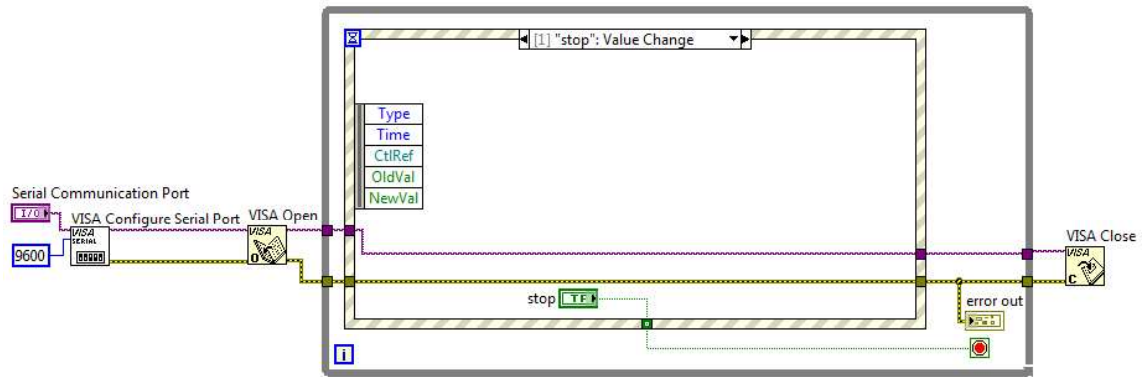 [1] "stop": Value Change
Type
Time
CtlRef
OldVal
NewVal
Serial Communication Port
I/O
VISA Configure Serial Port
VISA Open
VISA
SERIAL
VISA
O
9600
VISA Close
VISA
C
stop
TF
error out
i